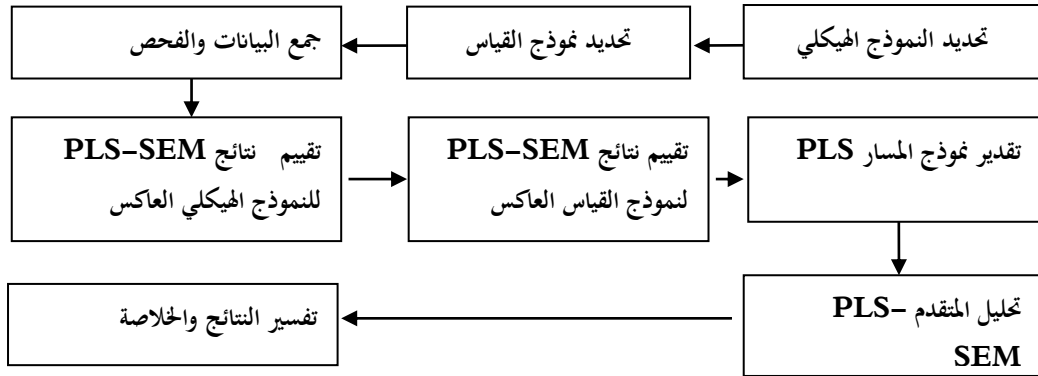 تحديد النموذج الهيكلي
تحديد نموذج القياس
جمع البيانات والفحص
تقييم نتائج PLS-SEM
للنموذج الهيكلي العاكس
تقييم نتائج PLS-SEM
لنموذج القياس العاكس
تقدير نموذج المسار PLS
تحليل المتقدم PLS-
SEM
تفسير النتائج والخلاصة